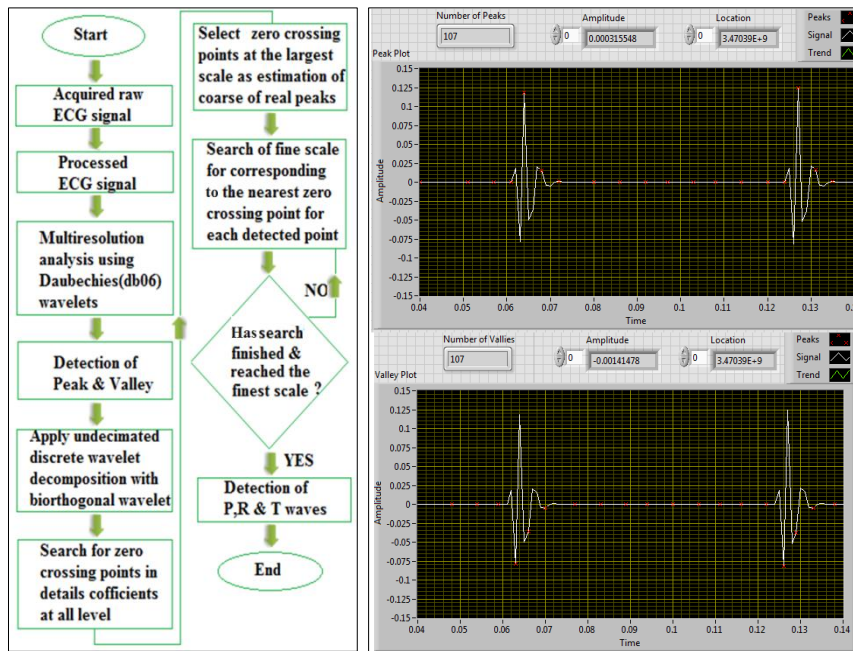 Start
Acquired raw
ECG signal
Processed
ECG signal
Multiresolution
analysis using
Daubechies(db06)
wavelets
Detection of
Peak & Valley
Apply undecimated
discrete wavelet
decomposition with
biorthogonal wavelet
Search for zero
crossing points in
details cofficients
at all level
Select zero crossing
points at the largest
scale as estimation of
coarse of real peaks
Search of fine scale
for corresponding
to the nearest zero
crossing point for
each detected point
NO
Has search
finished &
reached the
finest scale ?
YES
Detection of
P,R & T waves
End
Number of Peaks
107
Amplitude
0
0.000315548
Location
0
3.47039E+9
Peaks
Signal
Trend
Peak Plot
Amplitude
0.15
0.125
0.1
0.075
0.05
0.025
0
-0.025
-0.05
-0.075
-0.1
-0.125
-0.15
0.04 0.05 0.06 0.07 0.08 0.09 0.1 0.11 0.12 0.13
Time
Number of Vallies
107
Amplitude
0
-0.00141478
Location
0
3.47039E+9
Peaks
Signal
Trend
Valley Plot
Amplitude
0.15
0.125
0.1
0.075
0.05
0.025
0
-0.025
-0.05
-0.075
-0.1
-0.125
-0.15
0.04 0.05 0.06 0.07 0.08 0.09 0.1 0.11 0.12 0.13 0.14
Time